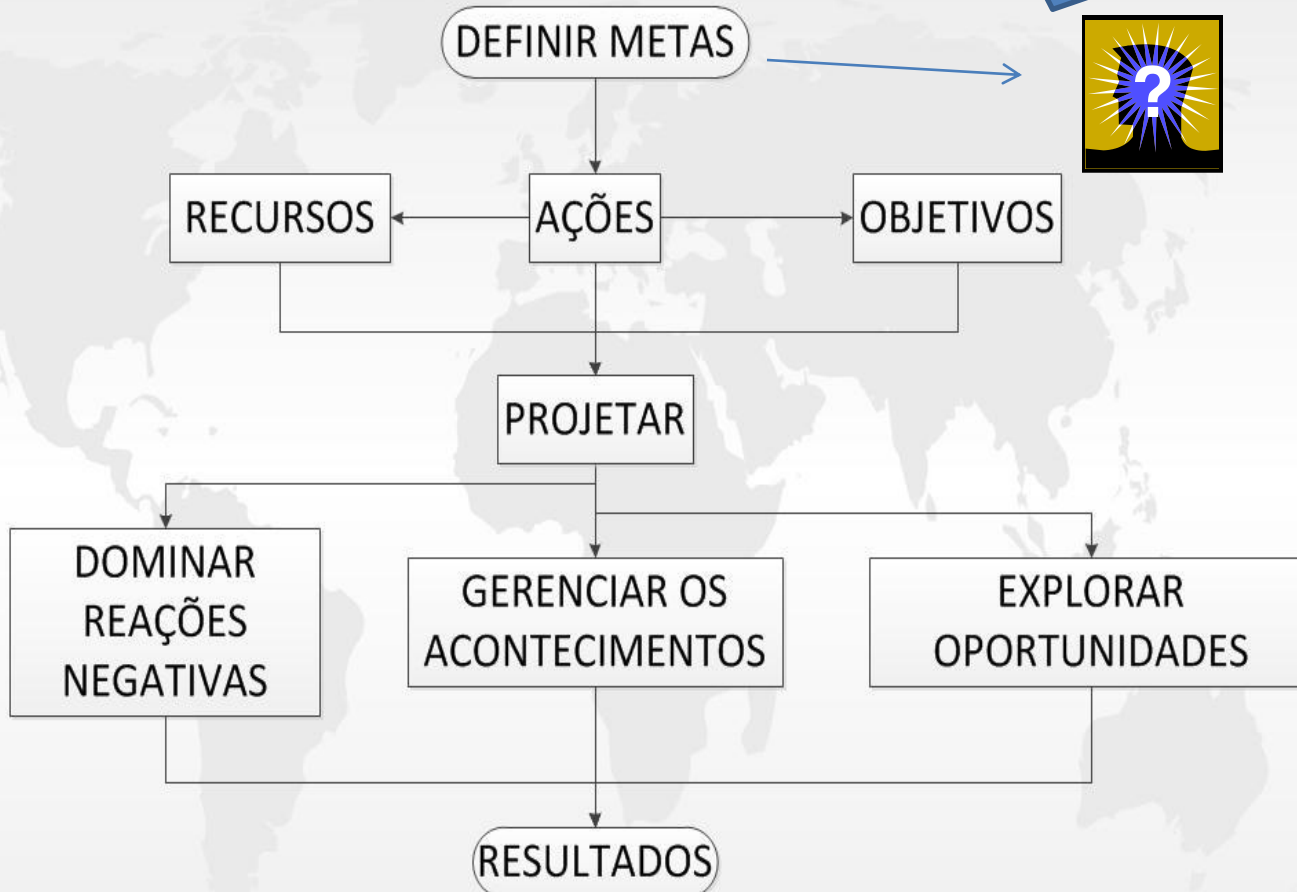 DEFINIR METAS
?
RECURSOS
AÇÕES
OBJETIVOS
PROJETAR
DOMINAR
REAÇÕES
NEGATIVAS
GERENCIAR OS
ACONTECIMENTOS
EXPLORAR
OPORTUNIDADES
RESULTADOS